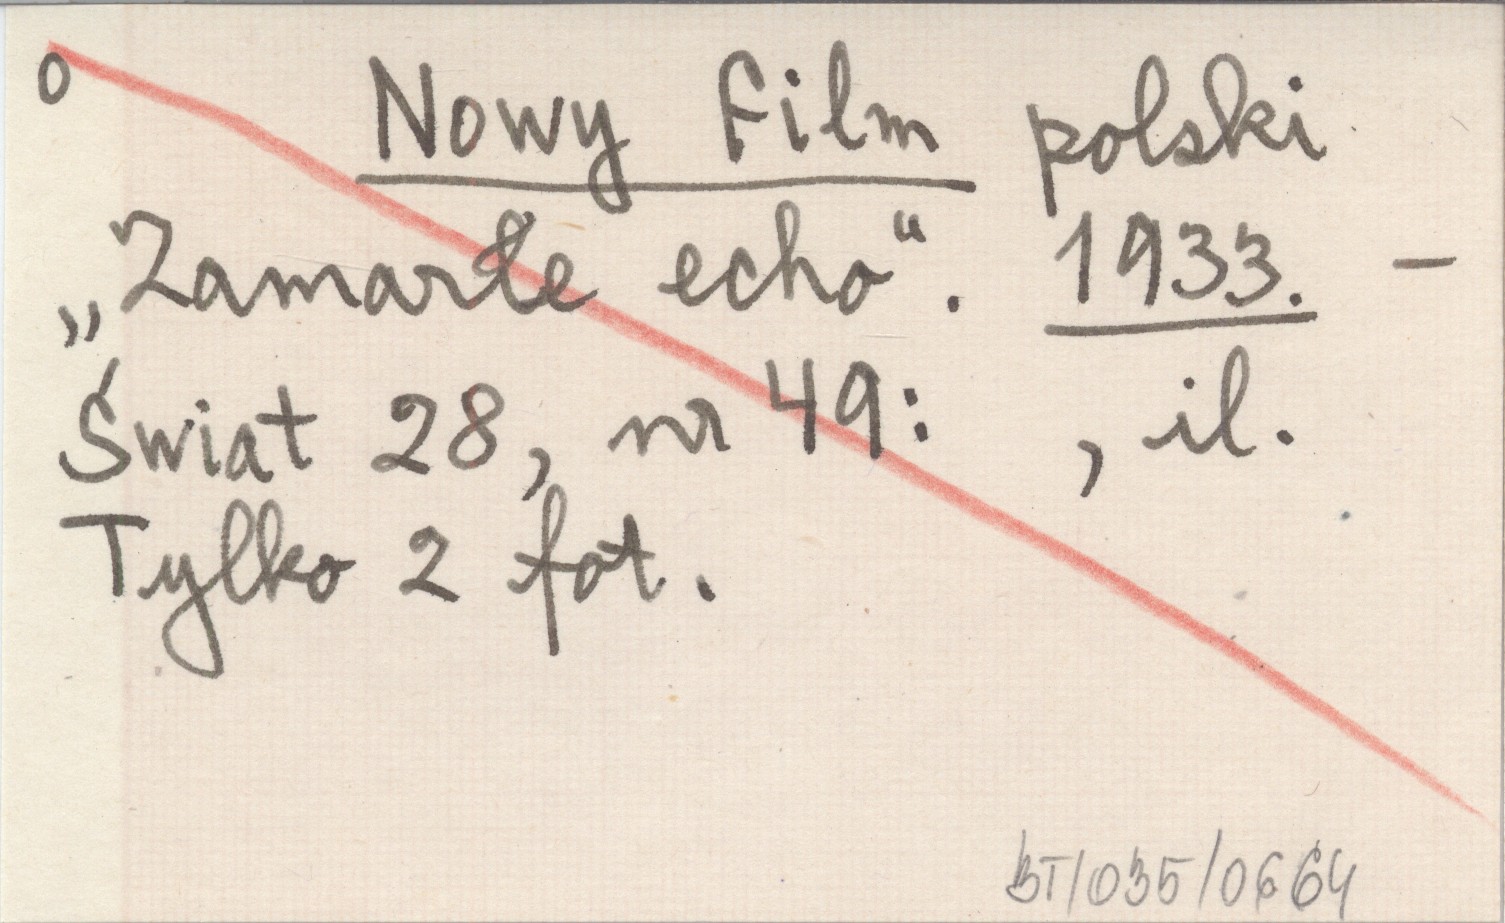 0 Nowy Film polski
„Zamarłe echo“. 1933. –
Świat 28, nr 49: , il.
Tylko 2 fot.
BT/035/0664